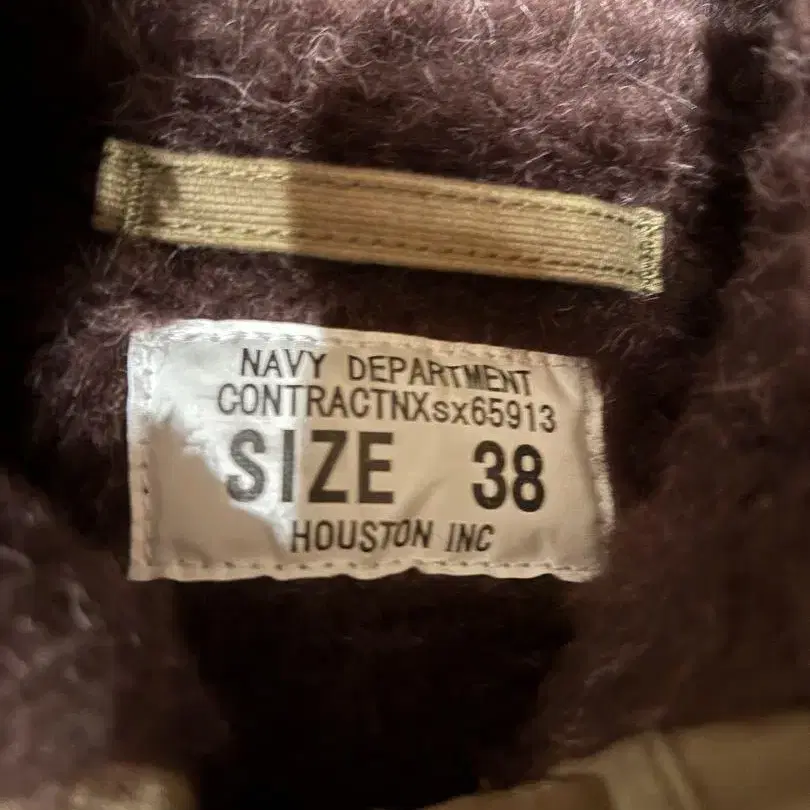 NAVY DEPARTMENT
CONTRACTNXsx65913
SIZE 38
HOUSTON INC